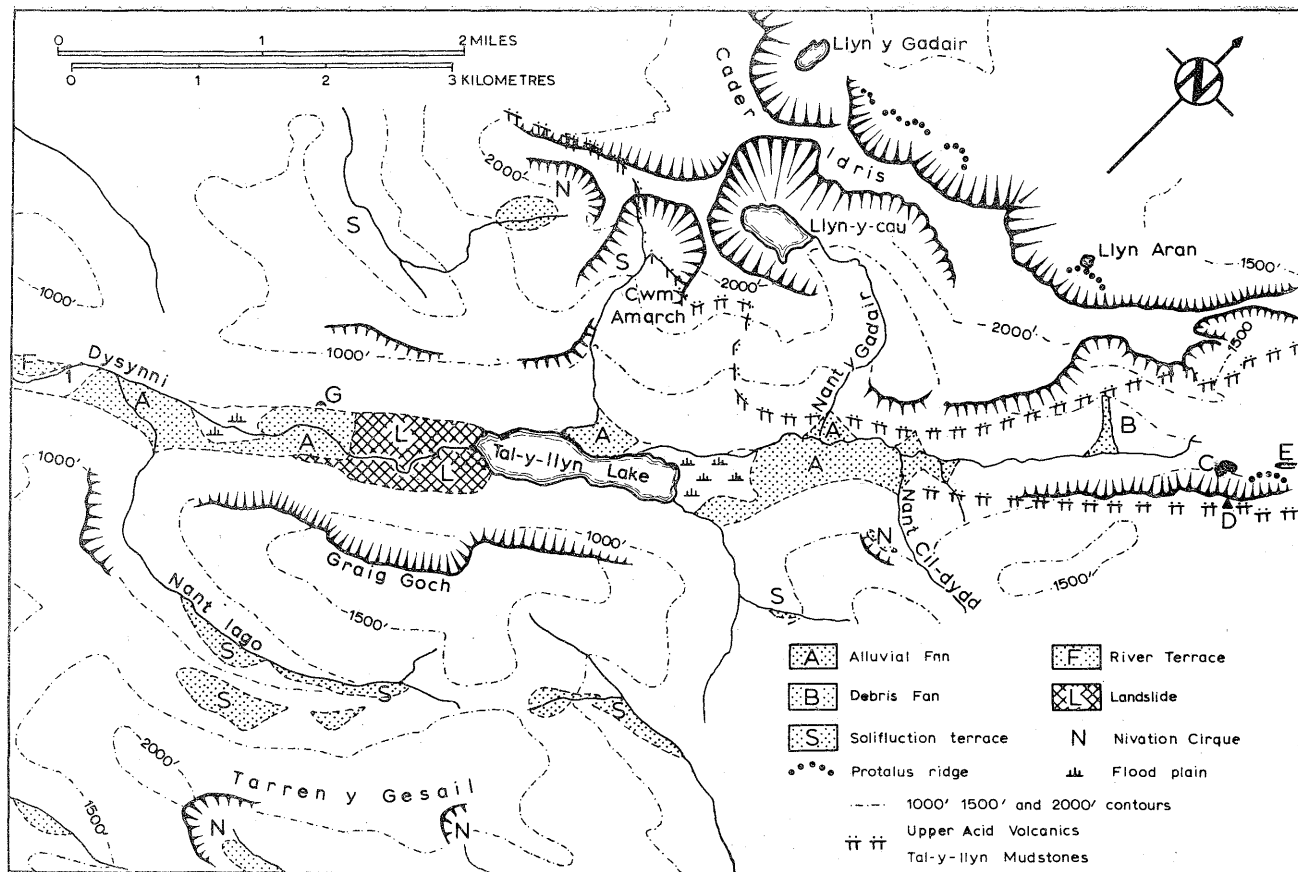 0 1 2 MILES
0 1 2 3 KILOMETRES
Llyn y Gadair
N
Cader
Idris
2000'
N
S
Llyn-y-cau
Llyn Aran
1500'
S
Cwm
Amarch
2000'
Nant y Gadair
2000'
1500
1000'
1000'
F
1
Dysynni
A
G
L
A
L
Tal-y-llyn Lake
A
A
A
B
C
E
D
1000'
Graig Goch
1000'
N
Nant Cil-dydd
1500'
S
Nant Iago
1500'
S
S
S
S
2000'
Tarren y Gesail
1500'
N
N
A Alluvial Fan
B Debris Fan
S Solifluction terrace
Protalus ridge
F River Terrace
L Landslide
N Nivation Cirque
Flood plain
1000' 1500' and 2000' contours
Upper Acid Volcanics
Tal-y-llyn Mudstones